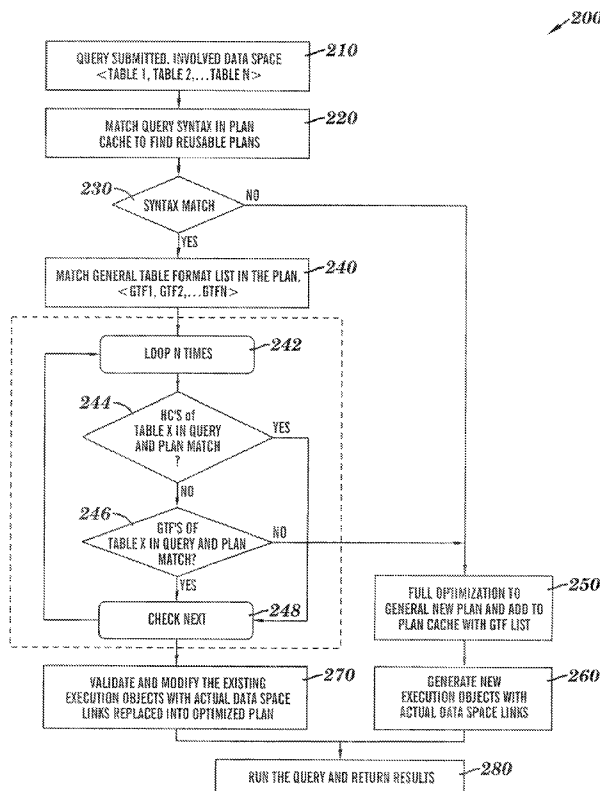 200
QUERY SUBMITTED, INVOLVED DATA SPACE
<TABLE 1, TABLE 2,...TABLE N>
210
MATCH QUERY SYNTAX IN PLAN
CACHE TO FIND REUSABLE PLANS
220
230
SYNTAX MATCH
NO
YES
MATCH GENERAL TABLE FORMAT LIST IN THE PLAN,
<GTF1, GTF2,...GTFN>
240
LOOP N TIMES
242
244
HC'S of
TABLE X IN QUERY
AND PLAN MATCH
?
YES
NO
246
GTF'S OF
TABLE X IN QUERY AND PLAN
MATCH?
NO
YES
CHECK NEXT
248
FULL OPTIMIZATION TO
GENERAL NEW PLAN AND ADD TO
PLAN CACHE WITH GTF LIST
250
VALIDATE AND MODIFY THE EXISTING
EXECUTION OBJECTS WITH ACTUAL DATA SPACE
LINKS REPLACED INTO OPTIMIZED PLAN
270
GENERATE NEW
EXECUTION OBJECTS WITH
ACTUAL DATA SPACE LINKS
260
RUN THE QUERY AND RETURN RESULTS
280